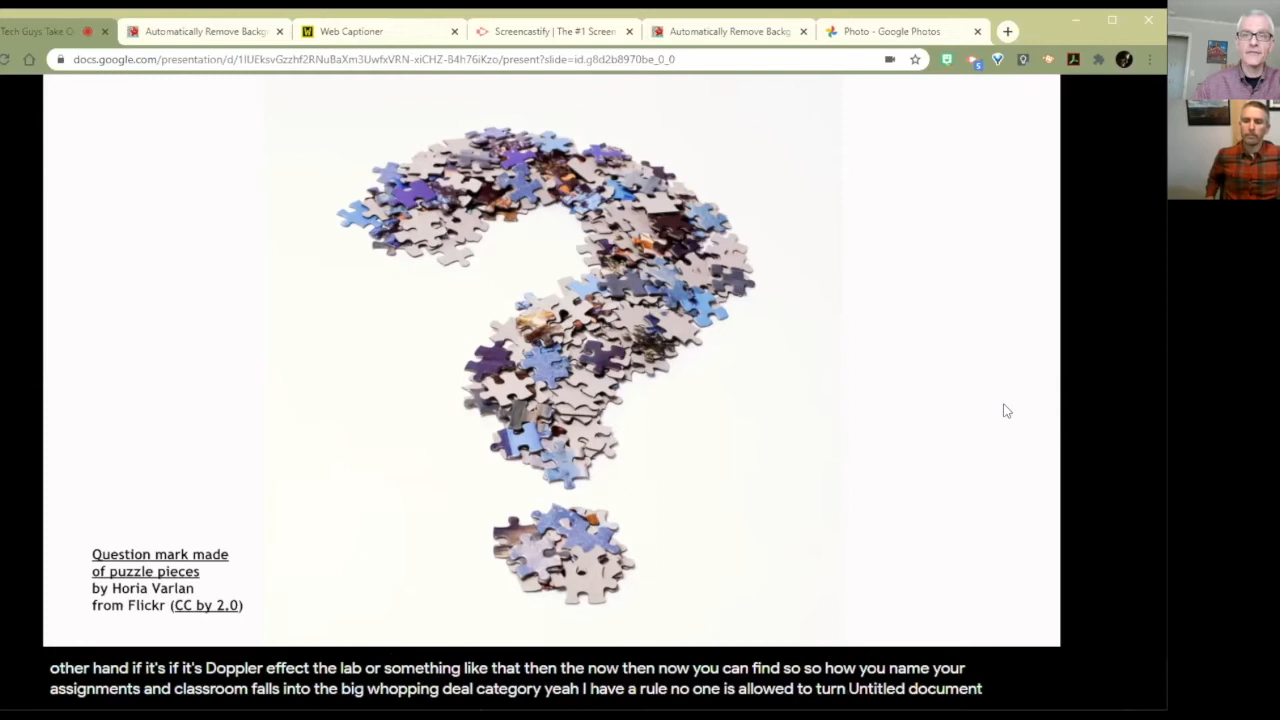 Tech Guys Take O
Automatically Remove Backg
Web Captioner
Screencastify | The #1 Screen
Automatically Remove Backg
Photo - Google Photos
docs.google.com/presentation/d/1IUEksvGzzhf2RNuBaXm3UwfxVRN-xiCHZ-B4h76iKzo/present?slide=id.g8d2b8970be_0_0
5
Question mark made
of puzzle pieces
by Horia Varlan
from Flickr (CC by 2.0)
other hand if it's if it's Doppler effect the lab or something like that then the now then now you can find so so how you name your
assignments and classroom falls into the big whopping deal category yeah I have a rule no one is allowed to turn Untitled document